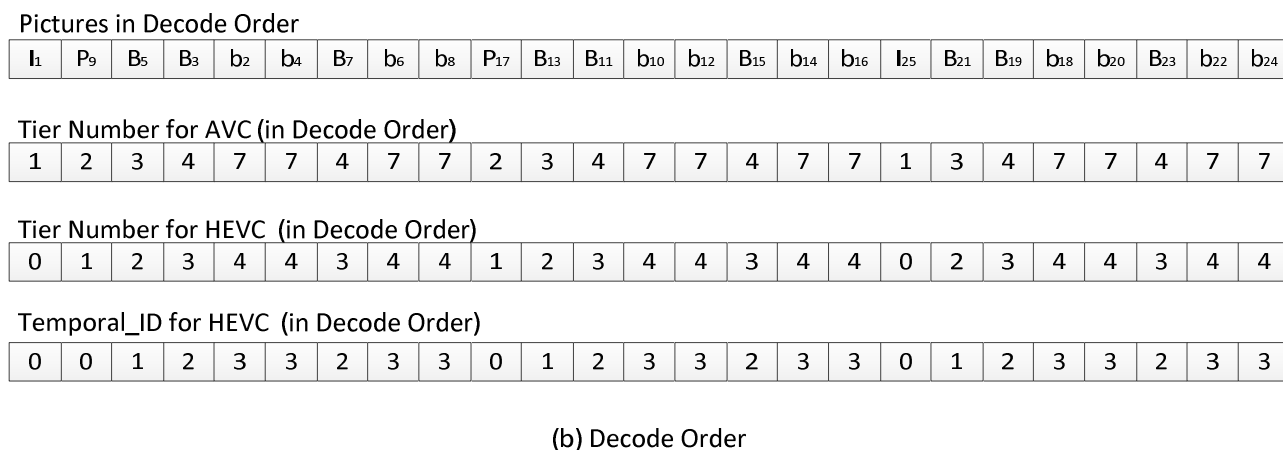 Pictures in Decode Order
I1 P9 B5 B3 b2 b4 B7 b6 b8 P17 B13 B11 b10 b12 B15 b14 b16 I25 B21 B19 b18 b20 B23 b22 b24
Tier Number for AVC (in Decode Order)
1 2 3 4 7 7 4 7 7 2 3 4 7 7 4 7 7 1 3 4 7 7 4 7 7
Tier Number for HEVC (in Decode Order)
0 1 2 3 4 4 3 4 4 1 2 3 4 4 3 4 4 0 2 3 4 4 3 4 4
Temporal_ID for HEVC (in Decode Order)
0 0 1 2 3 3 2 3 3 0 1 2 3 3 2 3 3 0 1 2 3 3 2 3 3
(b) Decode Order